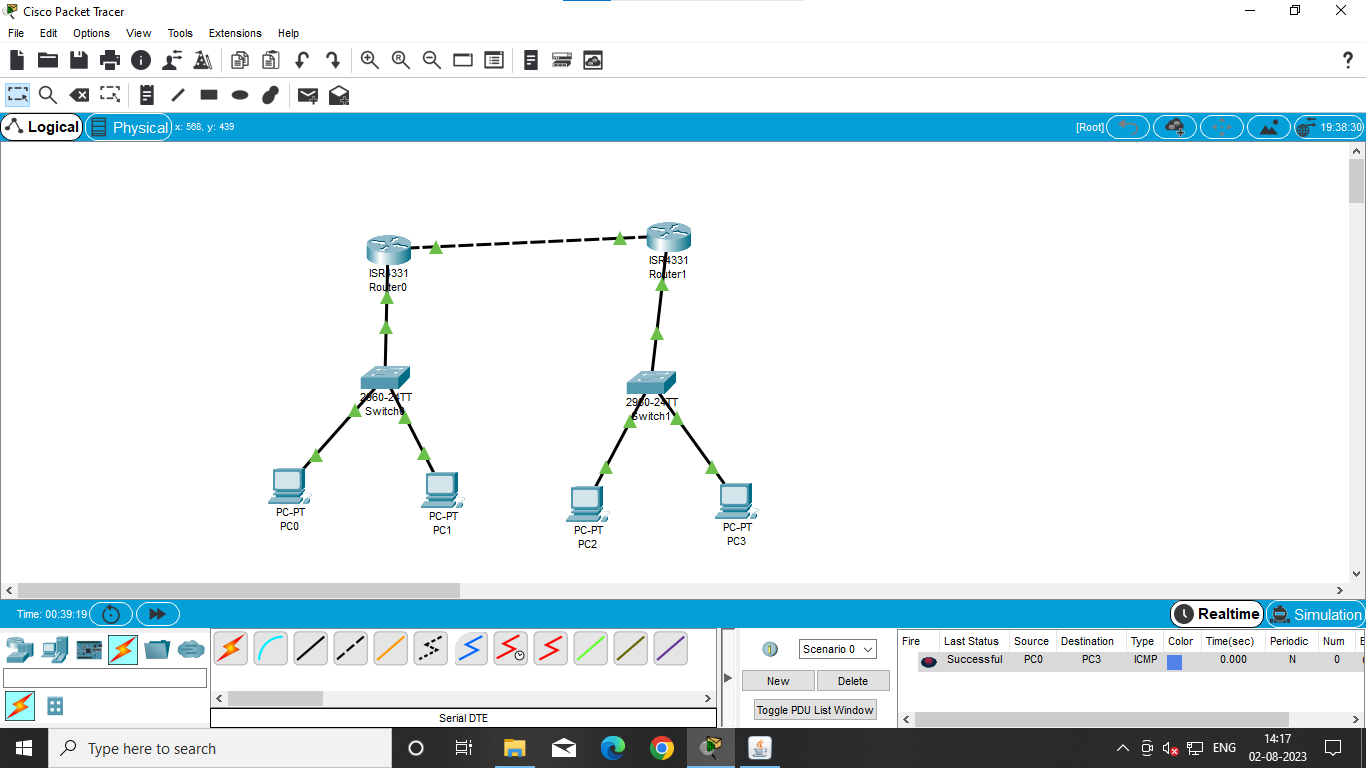 Cisco Packet Tracer
File Edit Options View Tools Extensions Help
Logical Physical x: 568, y: 439 [Root] 19:38:30
ISR4331
Router0
ISR4331
Router1
2960-24TT
Switch0
2960-24TT
Switch1
PC-PT
PC0
PC-PT
PC1
PC-PT
PC2
PC-PT
PC3
Time: 00:39:19 Realtime Simulation
Scenario 0
New Delete
Toggle PDU List Window
Fire Last Status Source Destination Type Color Time(sec) Periodic Num
Successful PC0 PC3 ICMP 0.000 N 0
Serial DTE
Type here to search
ENG
14:17
02-08-2023